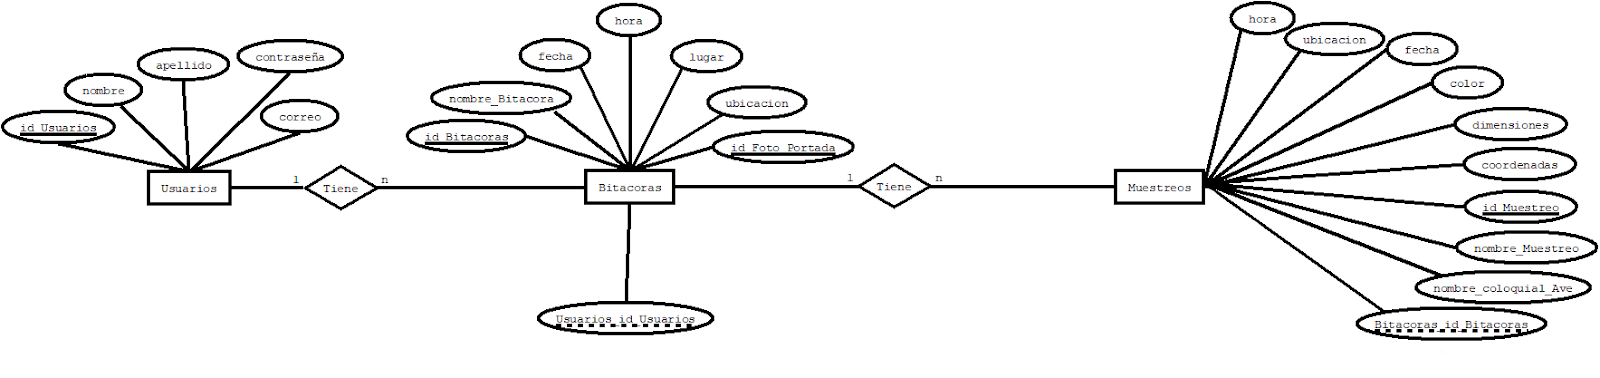 hora
hora
ubicacion
contraseña
apellido
fecha
lugar
fecha
color
nombre
nombre_Bitacora
ubicacion
correo
dimensiones
id_Usuarios
id_Bitacoras
id_Foto_Portada
coordenadas
Usuarios
1
Tiene
n
Bitacoras
1
Tiene
n
Muestreos
id_Muestreo
nombre_Muestreo
nombre_coloquial_Ave
Usuarios_id_Usuarios
Bitacoras_id_Bitacoras